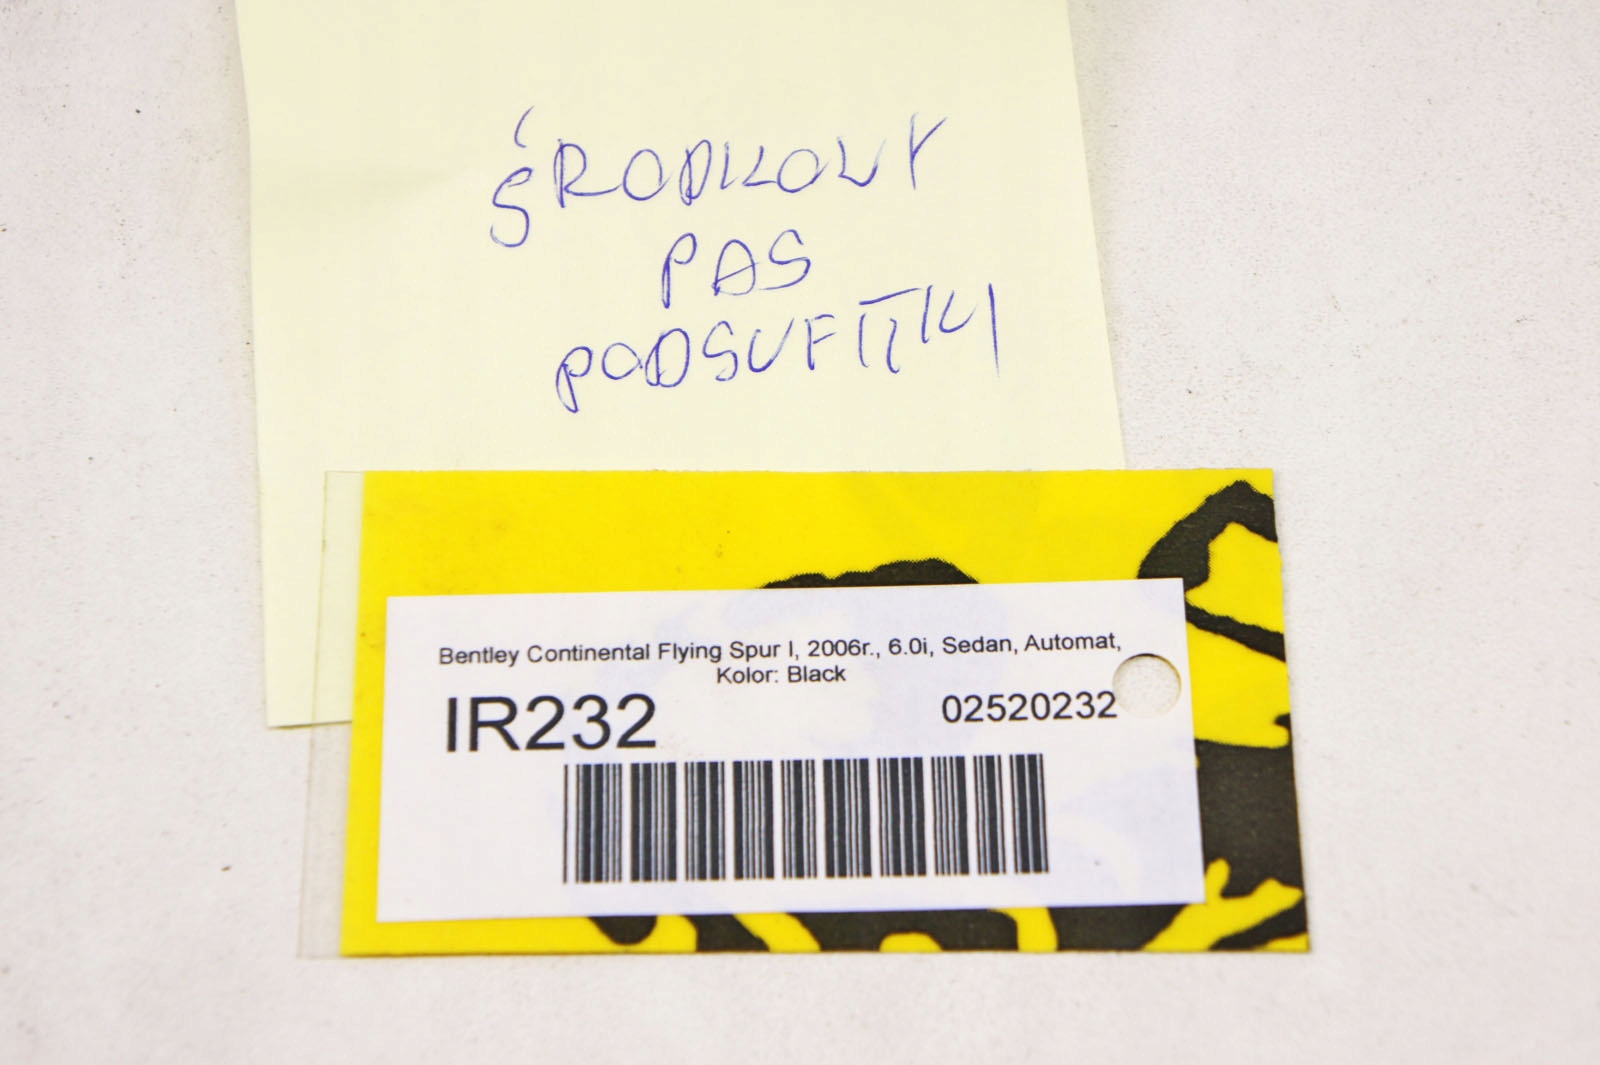 ŚRODKOWY
PAS
PODSUFITKI
Bentley Continental Flying Spur I, 2006r., 6.0i, Sedan, Automat,
Kolor: Black
IR232
02520232